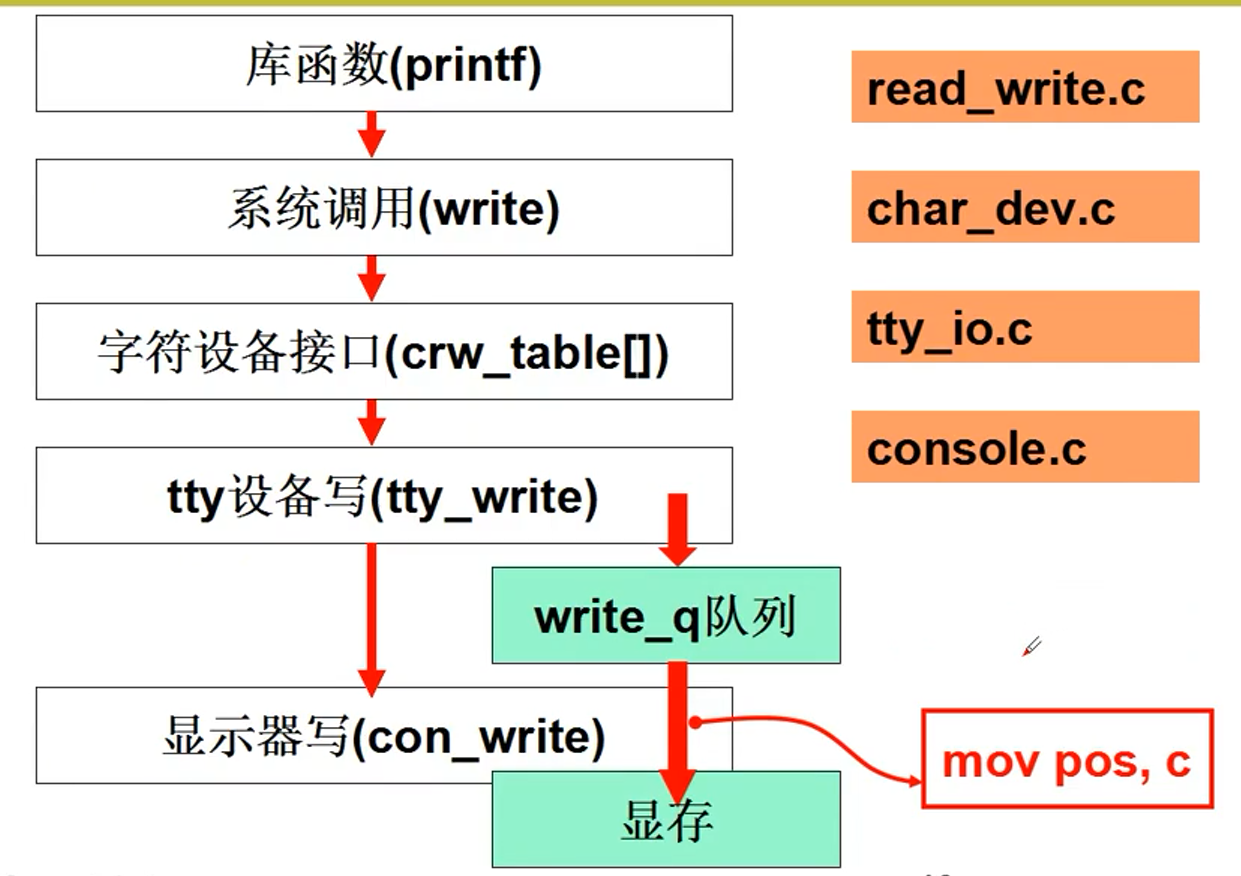 库函数(printf)
系统调用(write)
字符设备接口(crw_table[])
tty设备写(tty_write)
write_q队列
显示器写(con_write)
显存
read_write.c
char_dev.c
tty_io.c
console.c
mov pos, c